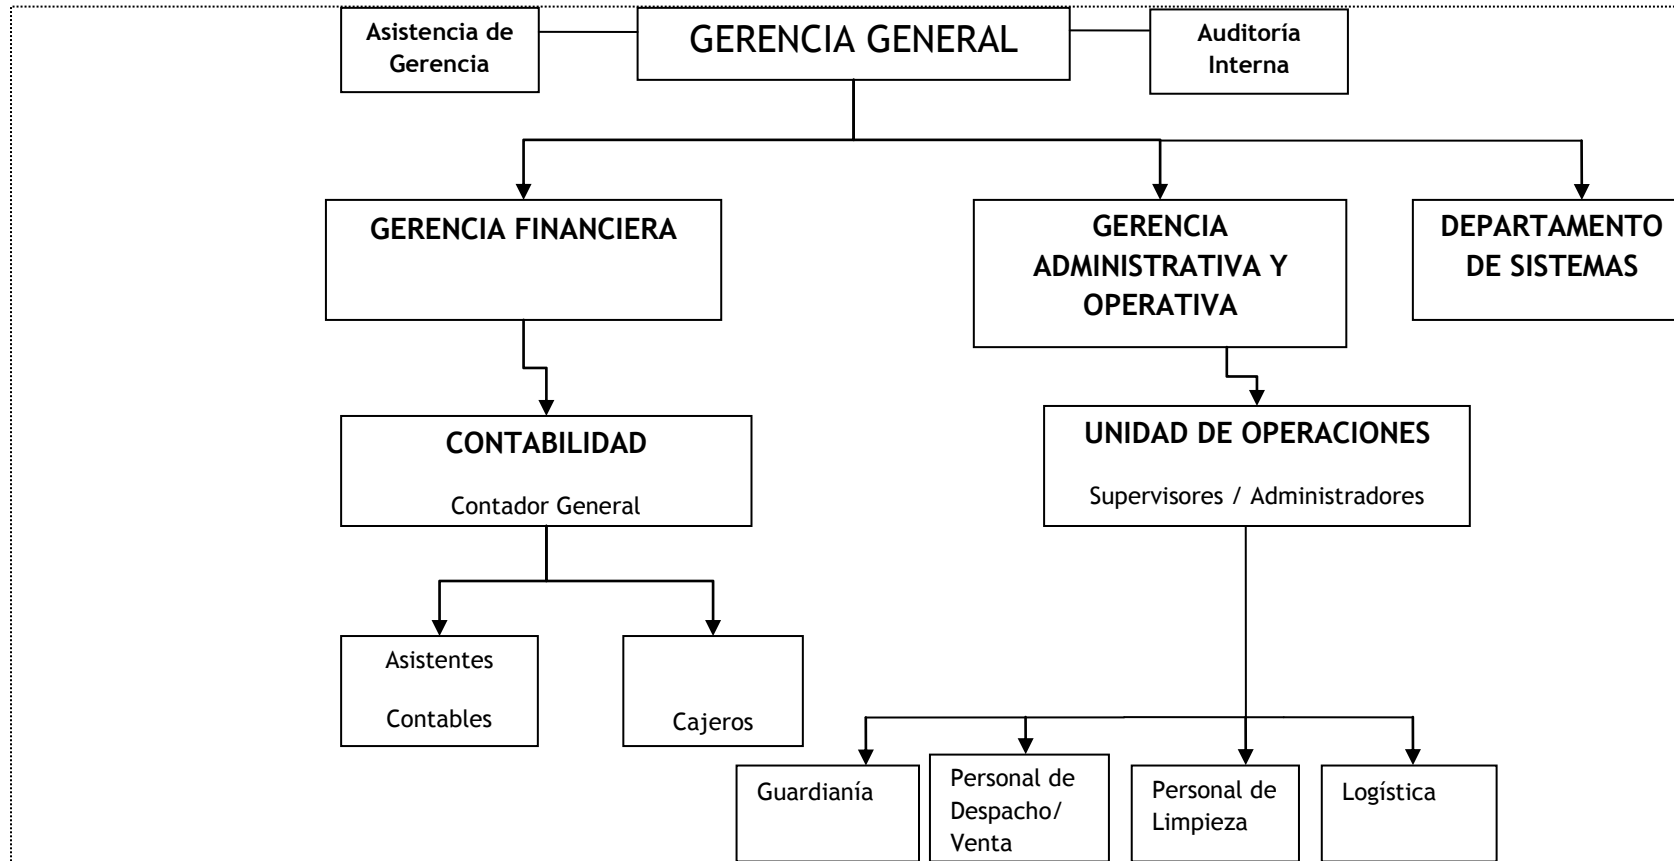 Asistencia de
Gerencia
GERENCIA GENERAL
Auditoría
Interna
GERENCIA FINANCIERA
GERENCIA
ADMINISTRATIVA Y
OPERATIVA
DEPARTAMENTO
DE SISTEMAS
CONTABILIDAD
Contador General
UNIDAD DE OPERACIONES
Supervisores / Administradores
Asistentes
Contables
Cajeros
Guardianía
Personal de
Despacho/
Venta
Personal de
Limpieza
Logística